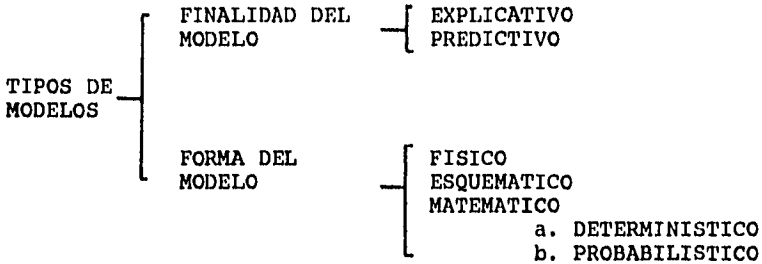 FINALIDAD DEL
MODELO
EXPLICATIVO
PREDICTIVO
TIPOS DE
MODELOS
FORMA DEL
MODELO
FISICO
ESQUEMATICO
MATEMATICO
a. DETERMINISTICO
b. PROBABILISTICO